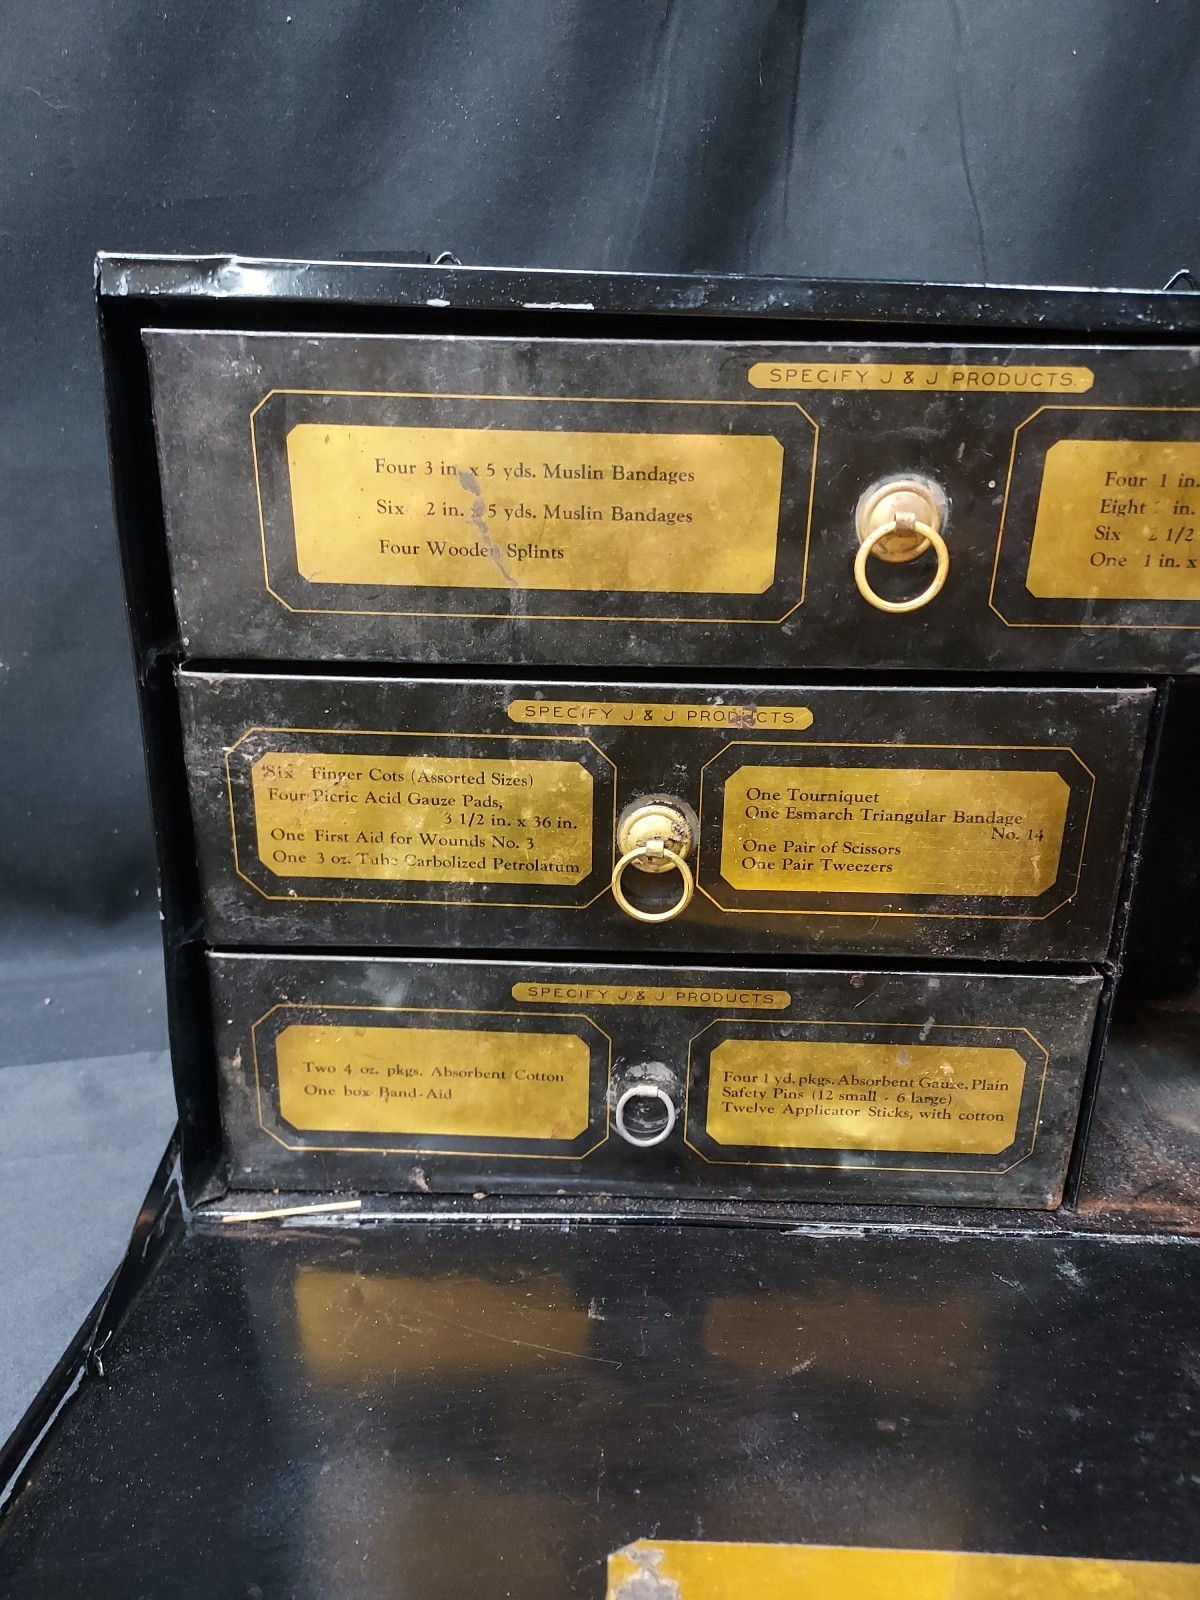 SPECIFY J & J PRODUCTS.
Four 3 in. x 5 yds. Muslin Bandages
Six 2 in. x 5 yds. Muslin Bandages
Four Wooden Splints
Four 1 in.
Eight in.
Six 2 1/2
One 1 in. x
SPECIFY J & J PRODUCTS.
Six Finger Cots (Assorted Sizes)
Four Picric Acid Gauze Pads,
3 1/2 in. x 36 in.
One First Aid for Wounds No. 3
One 3 oz. Tube Carbolized Petrolatum
One Tourniquet
One Esmarch Triangular Bandage
No. 14
One Pair of Scissors
One Pair Tweezers
SPECIFY J & J PRODUCTS.
Two 4 oz. pkgs. Absorbent Cotton
One box Band-Aid
Four 1 yd. pkgs. Absorbent Gauze, Plain
Safety Pins (12 small - 6 large)
Twelve Applicator Sticks, with cotton